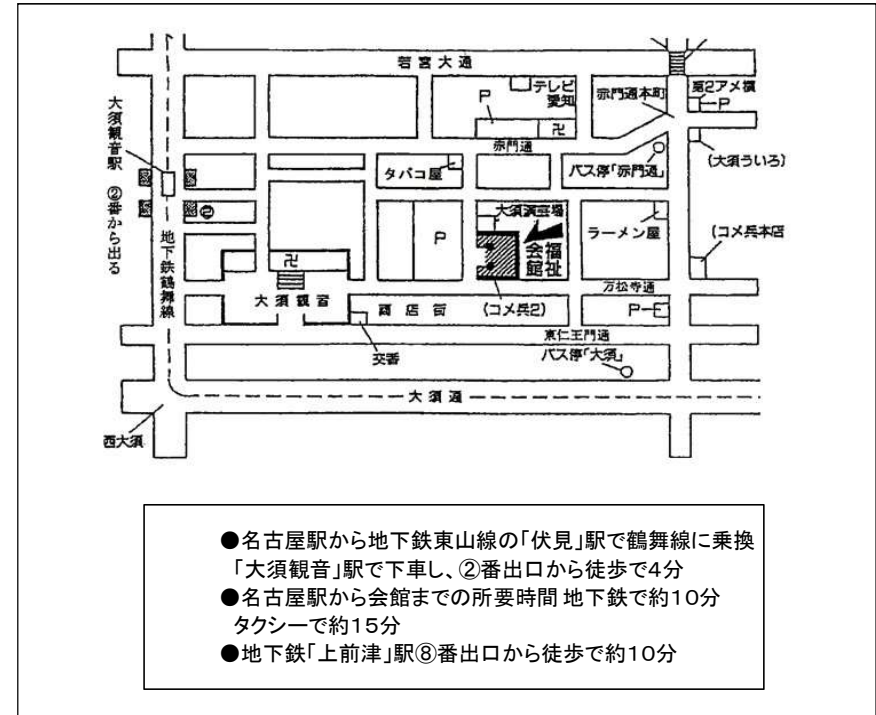 若宮大通
テレビ
愛知
P
卍
赤門通本町
第2アメ横
P
大須観音駅 ②番から出る
赤門通
バス停「赤門通」
(大須ういろ)
タバコ屋
②
地下鉄鶴舞線
P
大須演芸場
福祉
会館
ラーメン屋
(コメ兵本店
卍
大須観音
万松寺通
商店街
(コメ兵2)
P
東仁王門通
交番
バス停「大須」
大須通
西大須
●名古屋駅から地下鉄東山線の「伏見」駅で鶴舞線に乗換
「大須観音」駅で下車し、②番出口から徒歩で4分
●名古屋駅から会館までの所要時間 地下鉄で約10分
タクシーで約15分
●地下鉄「上前津」駅⑧番出口から徒歩で約10分